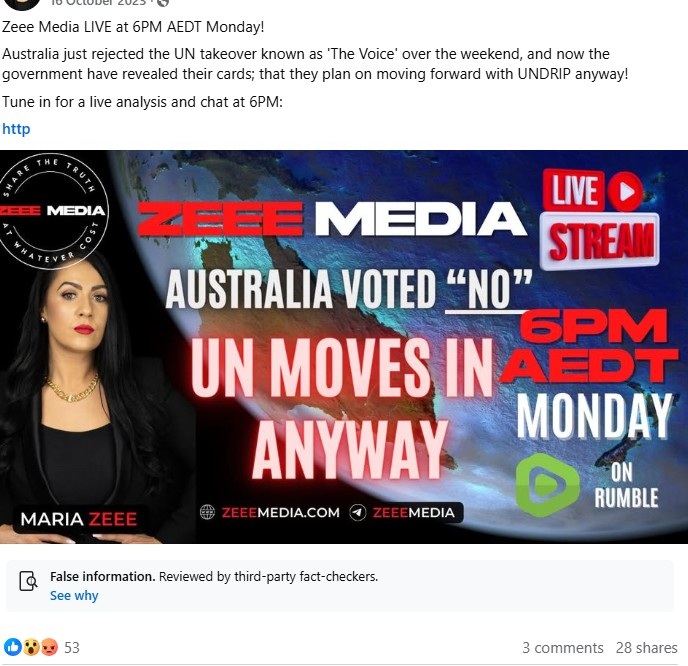 16 October 2023
Zeee Media LIVE at 6PM AEDT Monday!
Australia just rejected the UN takeover known as 'The Voice' over the weekend, and now the
government have revealed their cards; that they plan on moving forward with UNDRIP anyway!
Tune in for a live analysis and chat at 6PM:
http
SHARE THE TRUTH
ZEEE MEDIA
AT WHATEVER COST
ZEEE MEDIA
LIVE
STREAM
AUSTRALIA VOTED “NO”
UN MOVES IN
ANYWAY
6PM
AEDT
MONDAY
ON
RUMBLE
MARIA ZEEE
ZEEEMEDIA.COM
ZEEEMEDIA
False information. Reviewed by third-party fact-checkers.
See why
53
3 comments 28 shares